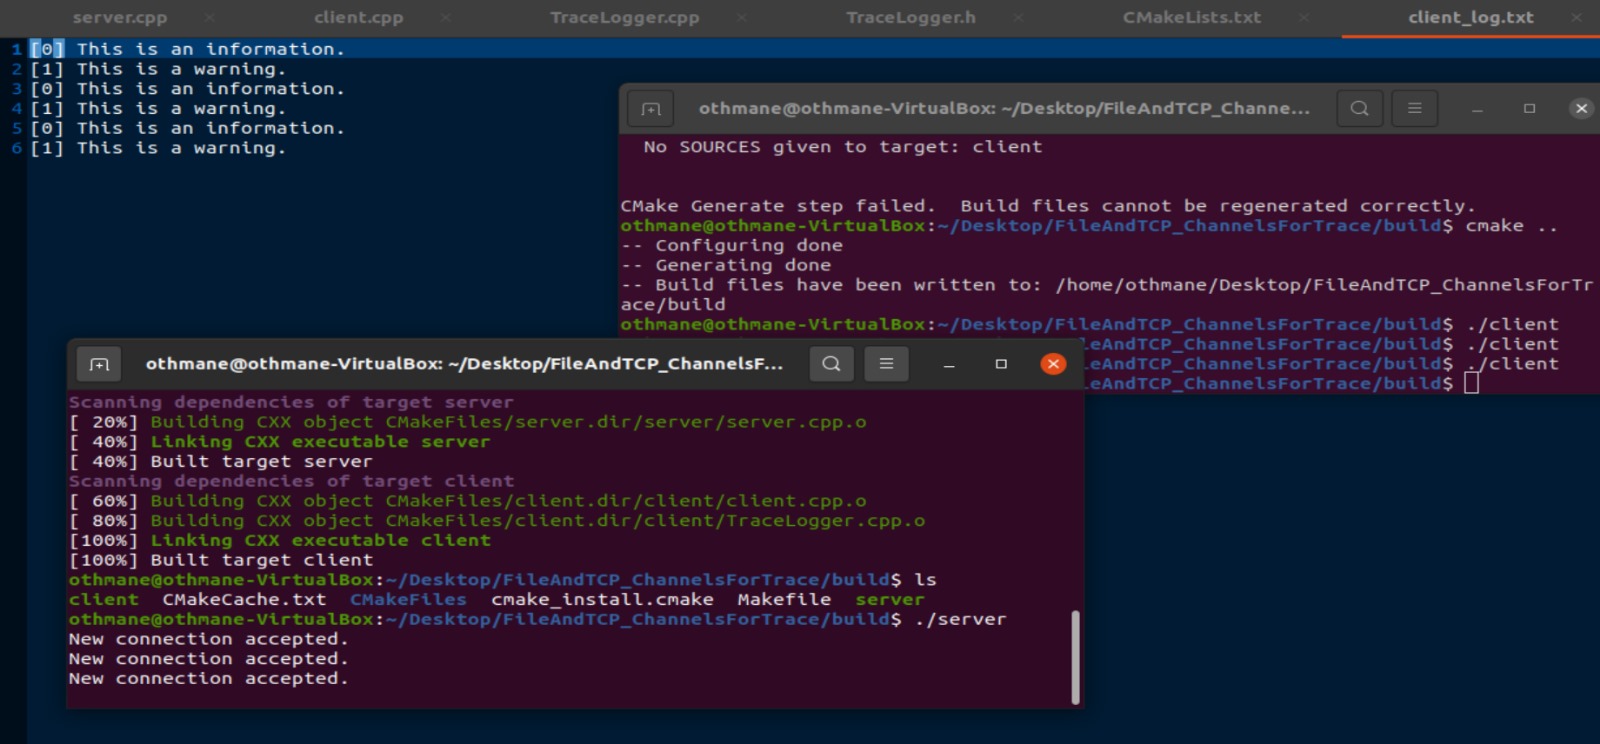 server.cpp × client.cpp × TraceLogger.cpp × TraceLogger.h × CMakeLists.txt × client_log.txt ×
1 [0] This is an information.
2 [1] This is a warning.
3 [0] This is an information.
4 [1] This is a warning.
5 [0] This is an information.
6 [1] This is a warning.
othmane@othmane-VirtualBox: ~/Desktop/FileAndTCP_Channe...
No SOURCES given to target: client
CMake Generate step failed.  Build files cannot be regenerated correctly.
othmane@othmane-VirtualBox:~/Desktop/FileAndTCP_ChannelsForTrace/build$ cmake ..
-- Configuring done
-- Generating done
-- Build files have been written to: /home/othmane/Desktop/FileAndTCP_ChannelsForTr
ace/build
othmane@othmane-VirtualBox:~/Desktop/FileAndTCP_ChannelsForTrace/build$ ./client
leAndTCP_ChannelsForTrace/build$ ./client
leAndTCP_ChannelsForTrace/build$ ./client
leAndTCP_ChannelsForTrace/build$
othmane@othmane-VirtualBox: ~/Desktop/FileAndTCP_ChannelsF...
Scanning dependencies of target server
[ 20%] Building CXX object CMakeFiles/server.dir/server/server.cpp.o
[ 40%] Linking CXX executable server
[ 40%] Built target server
Scanning dependencies of target client
[ 60%] Building CXX object CMakeFiles/client.dir/client/client.cpp.o
[ 80%] Building CXX object CMakeFiles/client.dir/client/TraceLogger.cpp.o
[100%] Linking CXX executable client
[100%] Built target client
othmane@othmane-VirtualBox:~/Desktop/FileAndTCP_ChannelsForTrace/build$ ls
client  CMakeCache.txt  CMakeFiles  cmake_install.cmake  Makefile  server
othmane@othmane-VirtualBox:~/Desktop/FileAndTCP_ChannelsForTrace/build$ ./server
New connection accepted.
New connection accepted.
New connection accepted.